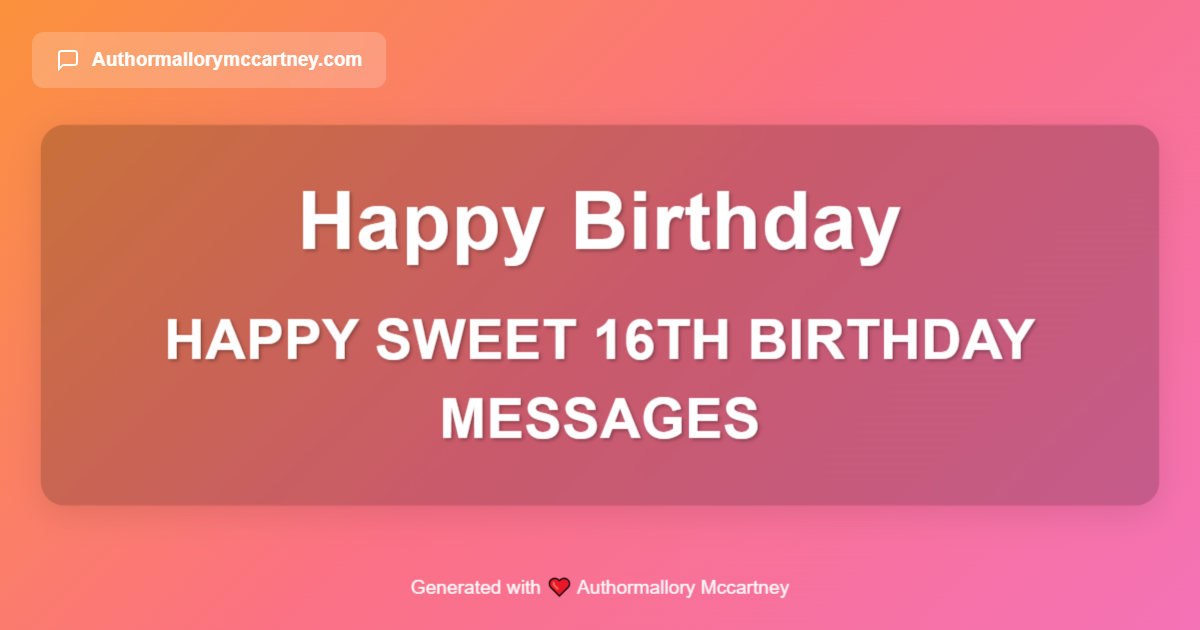 Authormallorymccartney.com
Happy Birthday
HAPPY SWEET 16TH BIRTHDAY
MESSAGES
Generated with ❤️ Authormallory Mccartney